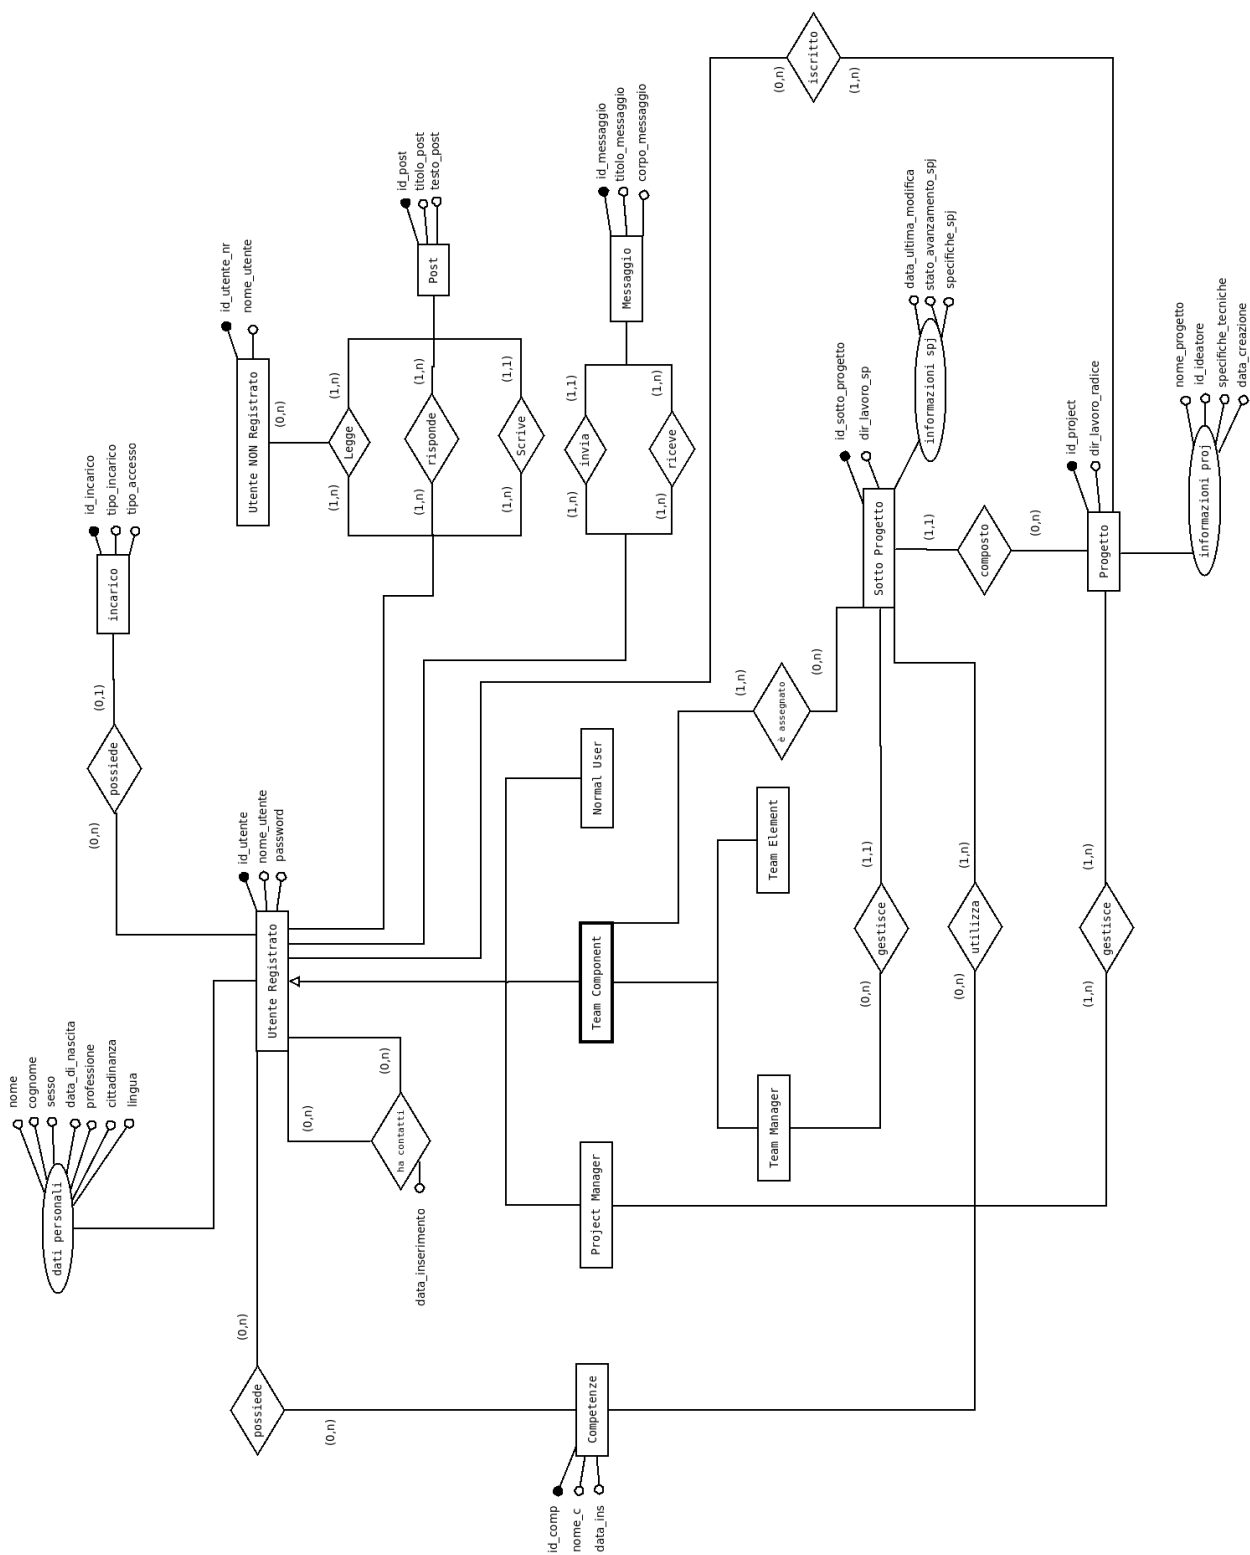 nome
cognome
sesso
data_di_nascita
professione
cittadinanza
lingua
dati personali
id_incarico
tipo_incarico
tipo_accesso
incarico
(0,1)
possiede
(0,n)
id_utente
nome_utente
password
Utente Registrato
(0,n)
possiede
(0,n)
(0,n)
(0,n)
ha contatti
data_inserimento
id_utente_nr
nome_utente
Utente NON Registrato
(0,n)
(1,n)
Legge
(1,n)
(1,n)
risponde
(1,n)
(1,1)
Scrive
(1,n)
id_post
titolo_post
testo_post
Post
id_messaggio
titolo_messaggio
corpo_messaggio
Messaggio
(1,1)
invia
(1,n)
(1,n)
riceve
(1,n)
(0,n)
iscritto
(1,n)
Normal User
Team Component
Project Manager
Competenze
id_comp
nome_c
data_ins
Team Element
Team Manager
(1,n)
è assegnato
(0,n)
id_sotto_progetto
dir_lavoro_sp
Sotto Progetto
data_ultima_modifica
stato_avanzamento_spj
specifiche_spj
informazioni spj
(1,1)
gestisce
(0,n)
(1,n)
utilizza
(0,n)
(1,1)
composto
(0,n)
id_project
dir_lavoro_radice
Progetto
nome_progetto
id_ideatore
specifiche_tecniche
data_creazione
informazioni proj
(1,n)
gestisce
(1,n)